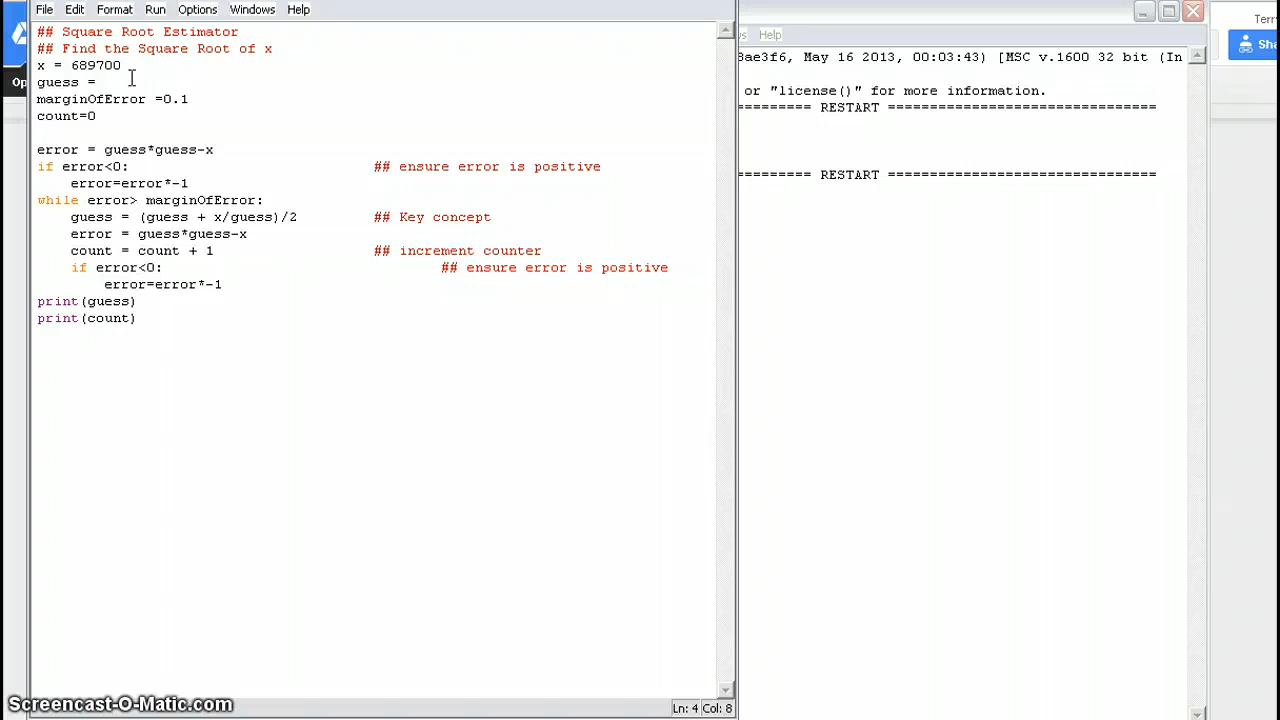 File Edit Format Run Options Windows Help
## Square Root Estimator
## Find the Square Root of x
x = 689700
guess =
marginOfError =0.1
count=0
error = guess*guess-x
if error<0: ## ensure error is positive
error=error*-1
while error> marginOfError:
guess = (guess + x/guess)/2 ## Key concept
error = guess*guess-x
count = count + 1 ## increment counter
if error<0: ## ensure error is positive
error=error*-1
print(guess)
print(count)
Ln: 4 Col: 8
Help
8ae3f6, May 16 2013, 00:03:43) [MSC v.1600 32 bit (In
or "license()" for more information.
========= RESTART ================================
========= RESTART ================================
Ter
Sha
Op
Screencast-O-Matic.com